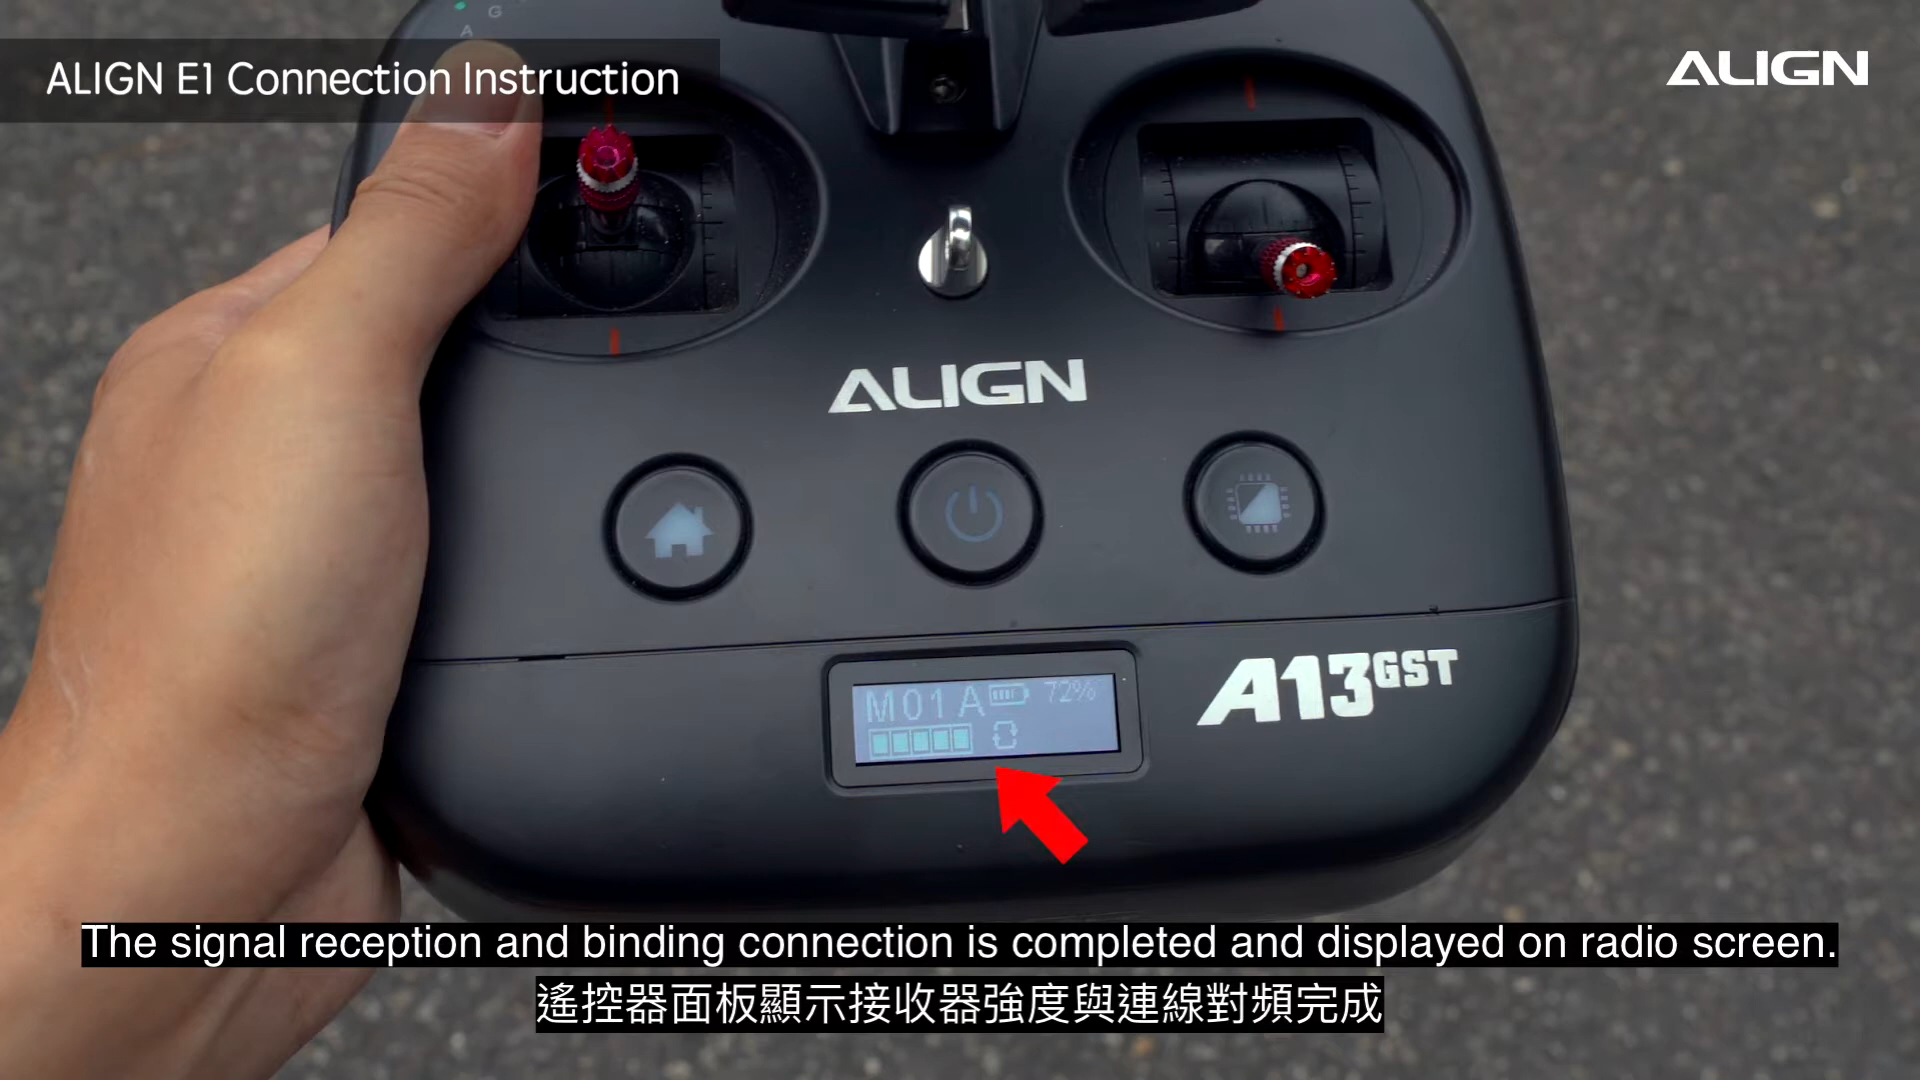 G
A
ALIGN E1 Connection Instruction
ALIGN
ALIGN
A13GST
M01A 72%
The signal reception and binding connection is completed and displayed on radio screen.
遙控器面板顯示接收器強度與連線對頻完成